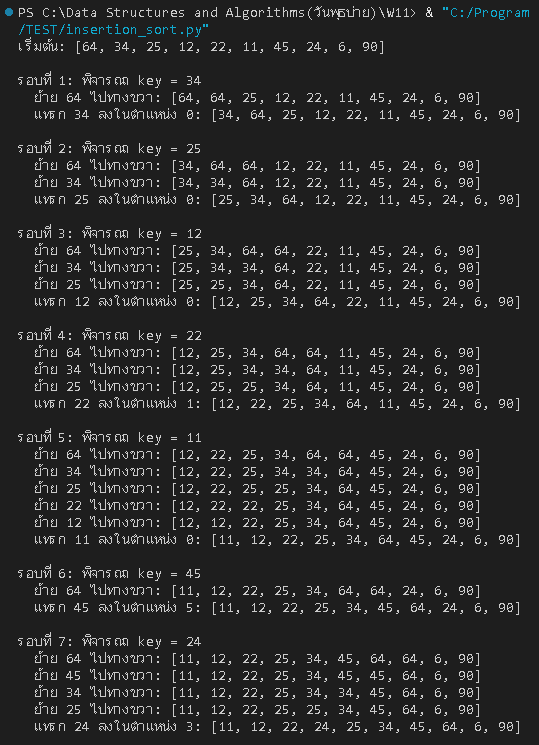 PS C:\Data Structures and Algorithms(วันพุธบ่าย)\W11> & "C:/Program
/TEST/insertion_sort.py"
เริ่มต้น: [64, 34, 25, 12, 22, 11, 45, 24, 6, 90]
รอบที่ 1: พิจารณา key = 34
ย้าย 64 ไปทางขวา: [64, 64, 25, 12, 22, 11, 45, 24, 6, 90]
แทรก 34 ลงในตำแหน่ง 0: [34, 64, 25, 12, 22, 11, 45, 24, 6, 90]
รอบที่ 2: พิจารณา key = 25
ย้าย 64 ไปทางขวา: [34, 64, 64, 12, 22, 11, 45, 24, 6, 90]
ย้าย 34 ไปทางขวา: [34, 34, 64, 12, 22, 11, 45, 24, 6, 90]
แทรก 25 ลงในตำแหน่ง 0: [25, 34, 64, 12, 22, 11, 45, 24, 6, 90]
รอบที่ 3: พิจารณา key = 12
ย้าย 64 ไปทางขวา: [25, 34, 64, 64, 22, 11, 45, 24, 6, 90]
ย้าย 34 ไปทางขวา: [25, 34, 34, 64, 22, 11, 45, 24, 6, 90]
ย้าย 25 ไปทางขวา: [25, 25, 34, 64, 22, 11, 45, 24, 6, 90]
แทรก 12 ลงในตำแหน่ง 0: [12, 25, 34, 64, 22, 11, 45, 24, 6, 90]
รอบที่ 4: พิจารณา key = 22
ย้าย 64 ไปทางขวา: [12, 25, 34, 64, 64, 11, 45, 24, 6, 90]
ย้าย 34 ไปทางขวา: [12, 25, 34, 34, 64, 11, 45, 24, 6, 90]
ย้าย 25 ไปทางขวา: [12, 25, 25, 34, 64, 11, 45, 24, 6, 90]
แทรก 22 ลงในตำแหน่ง 1: [12, 22, 25, 34, 64, 11, 45, 24, 6, 90]
รอบที่ 5: พิจารณา key = 11
ย้าย 64 ไปทางขวา: [12, 22, 25, 34, 64, 64, 45, 24, 6, 90]
ย้าย 34 ไปทางขวา: [12, 22, 25, 34, 34, 64, 45, 24, 6, 90]
ย้าย 25 ไปทางขวา: [12, 22, 25, 25, 34, 64, 45, 24, 6, 90]
ย้าย 22 ไปทางขวา: [12, 22, 22, 25, 34, 64, 45, 24, 6, 90]
ย้าย 12 ไปทางขวา: [12, 12, 22, 25, 34, 64, 45, 24, 6, 90]
แทรก 11 ลงในตำแหน่ง 0: [11, 12, 22, 25, 34, 64, 45, 24, 6, 90]
รอบที่ 6: พิจารณา key = 45
ย้าย 64 ไปทางขวา: [11, 12, 22, 25, 34, 64, 64, 24, 6, 90]
แทรก 45 ลงในตำแหน่ง 5: [11, 12, 22, 25, 34, 45, 64, 24, 6, 90]
รอบที่ 7: พิจารณา key = 24
ย้าย 64 ไปทางขวา: [11, 12, 22, 25, 34, 45, 64, 64, 6, 90]
ย้าย 45 ไปทางขวา: [11, 12, 22, 25, 34, 45, 45, 64, 6, 90]
ย้าย 34 ไปทางขวา: [11, 12, 22, 25, 34, 34, 45, 64, 6, 90]
ย้าย 25 ไปทางขวา: [11, 12, 22, 25, 25, 34, 45, 64, 6, 90]
แทรก 24 ลงในตำแหน่ง 3: [11, 12, 22, 24, 25, 34, 45, 64, 6, 90]